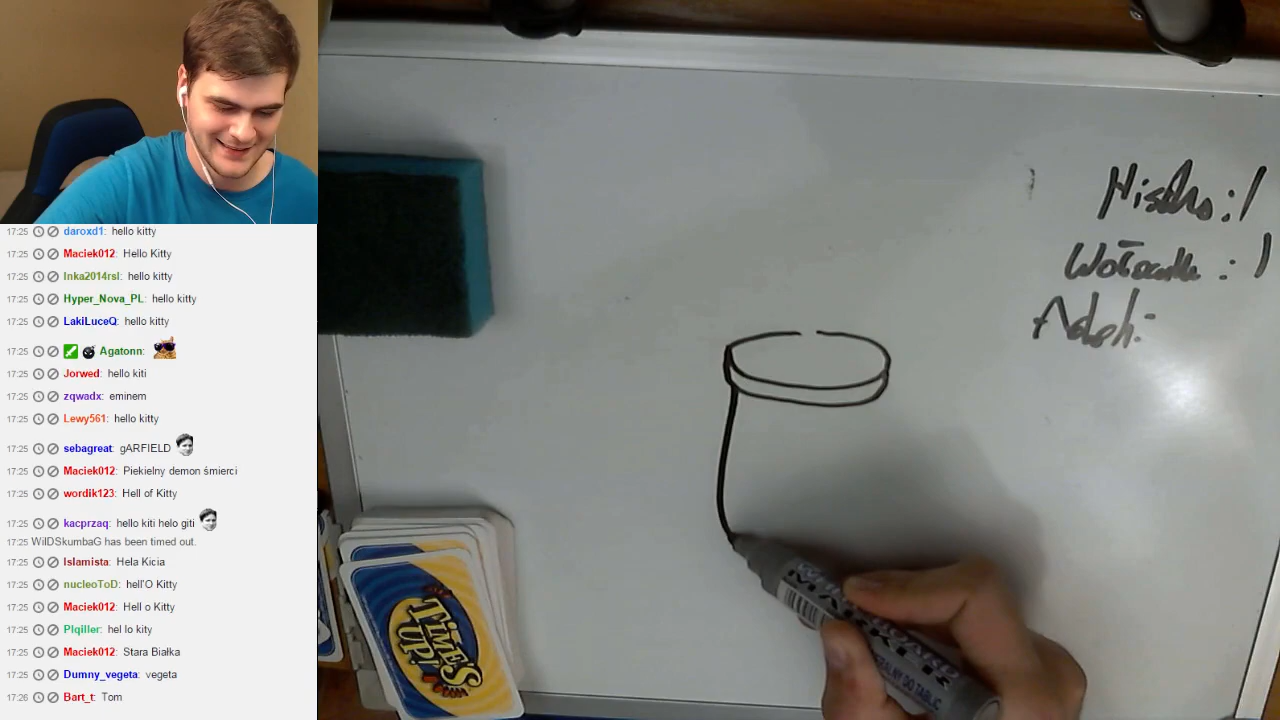 17:25 daroxd1: hello kitty
17:25 Maciek012: Hello Kitty
17:25 Inka2014rsl: hello kitty
17:25 Hyper_Nova_PL: hello kitty
17:25 LakiLuceQ: hello kitty
17:25 Agatonn:
17:25 Jorwed: hello kiti
17:25 zqwadx: eminem
17:25 Lewy561: hello kitty
17:25 sebagreat: gARFIELD
17:25 Maciek012: Piekielny demon śmierci
17:25 wordik123: Hell of Kitty
17:25 kacprzaq: hello kiti helo giti
17:25 WilDSkumbaG has been timed out.
17:25 Islamista: Hela Kicia
17:25 nucleoToD: hell'O Kitty
17:25 Maciek012: Hell o Kitty
17:25 Plqiller: hel lo kity
17:25 Maciek012: Stara Białka
17:25 Dumny_vegeta: vegeta
17:26 Bart_t: Tom
TiME'S
UP!
MARKER